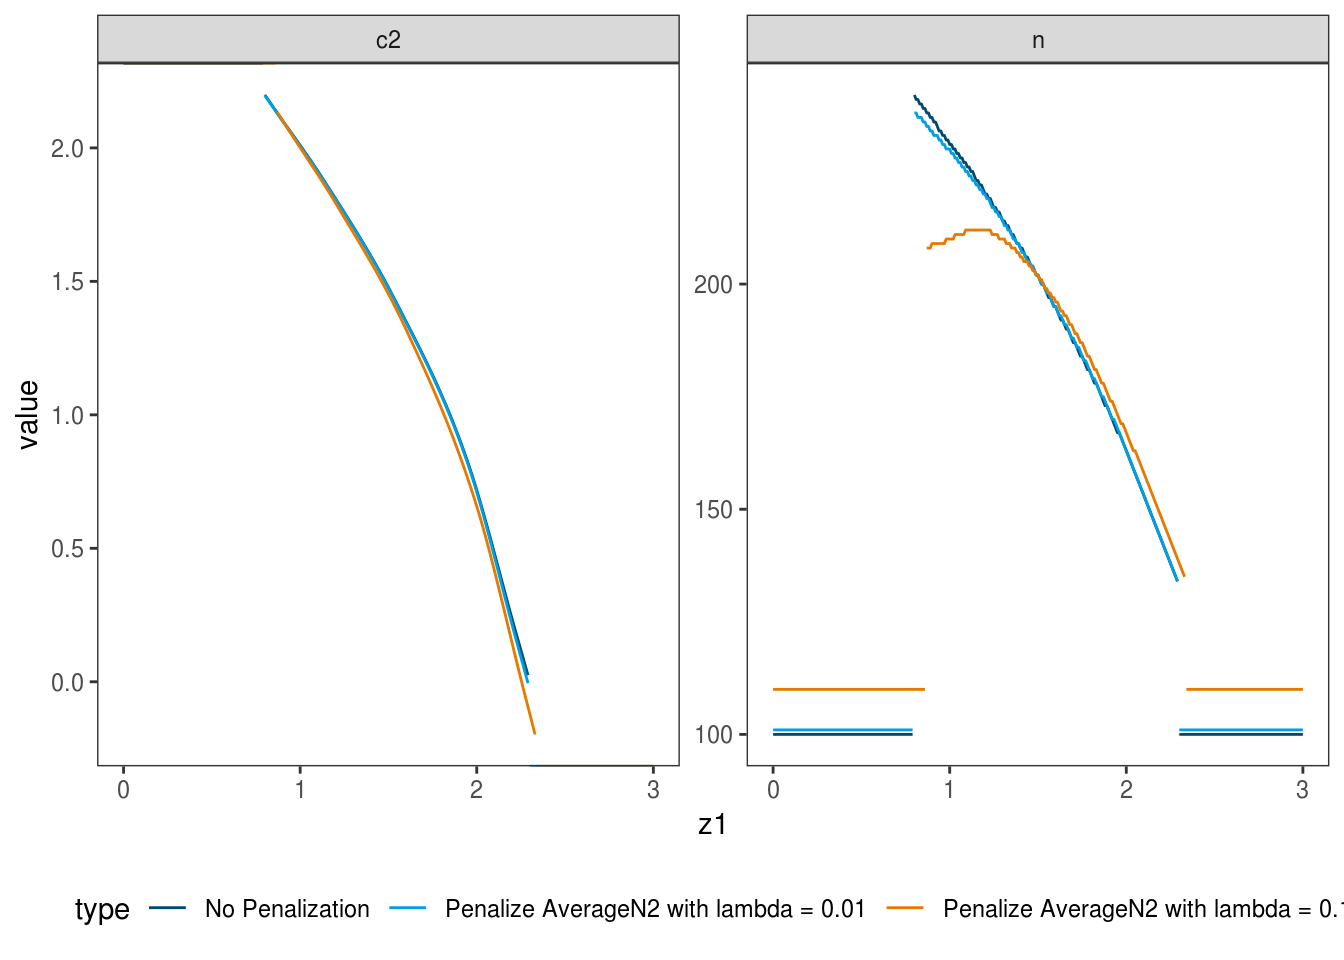 c2
n
value
2.0
1.5
1.0
0.5
0.0
200
150
100
0 1 2 3
0 1 2 3
z1
type No Penalization Penalize AverageN2 with lambda = 0.01 Penalize AverageN2 with lambda =